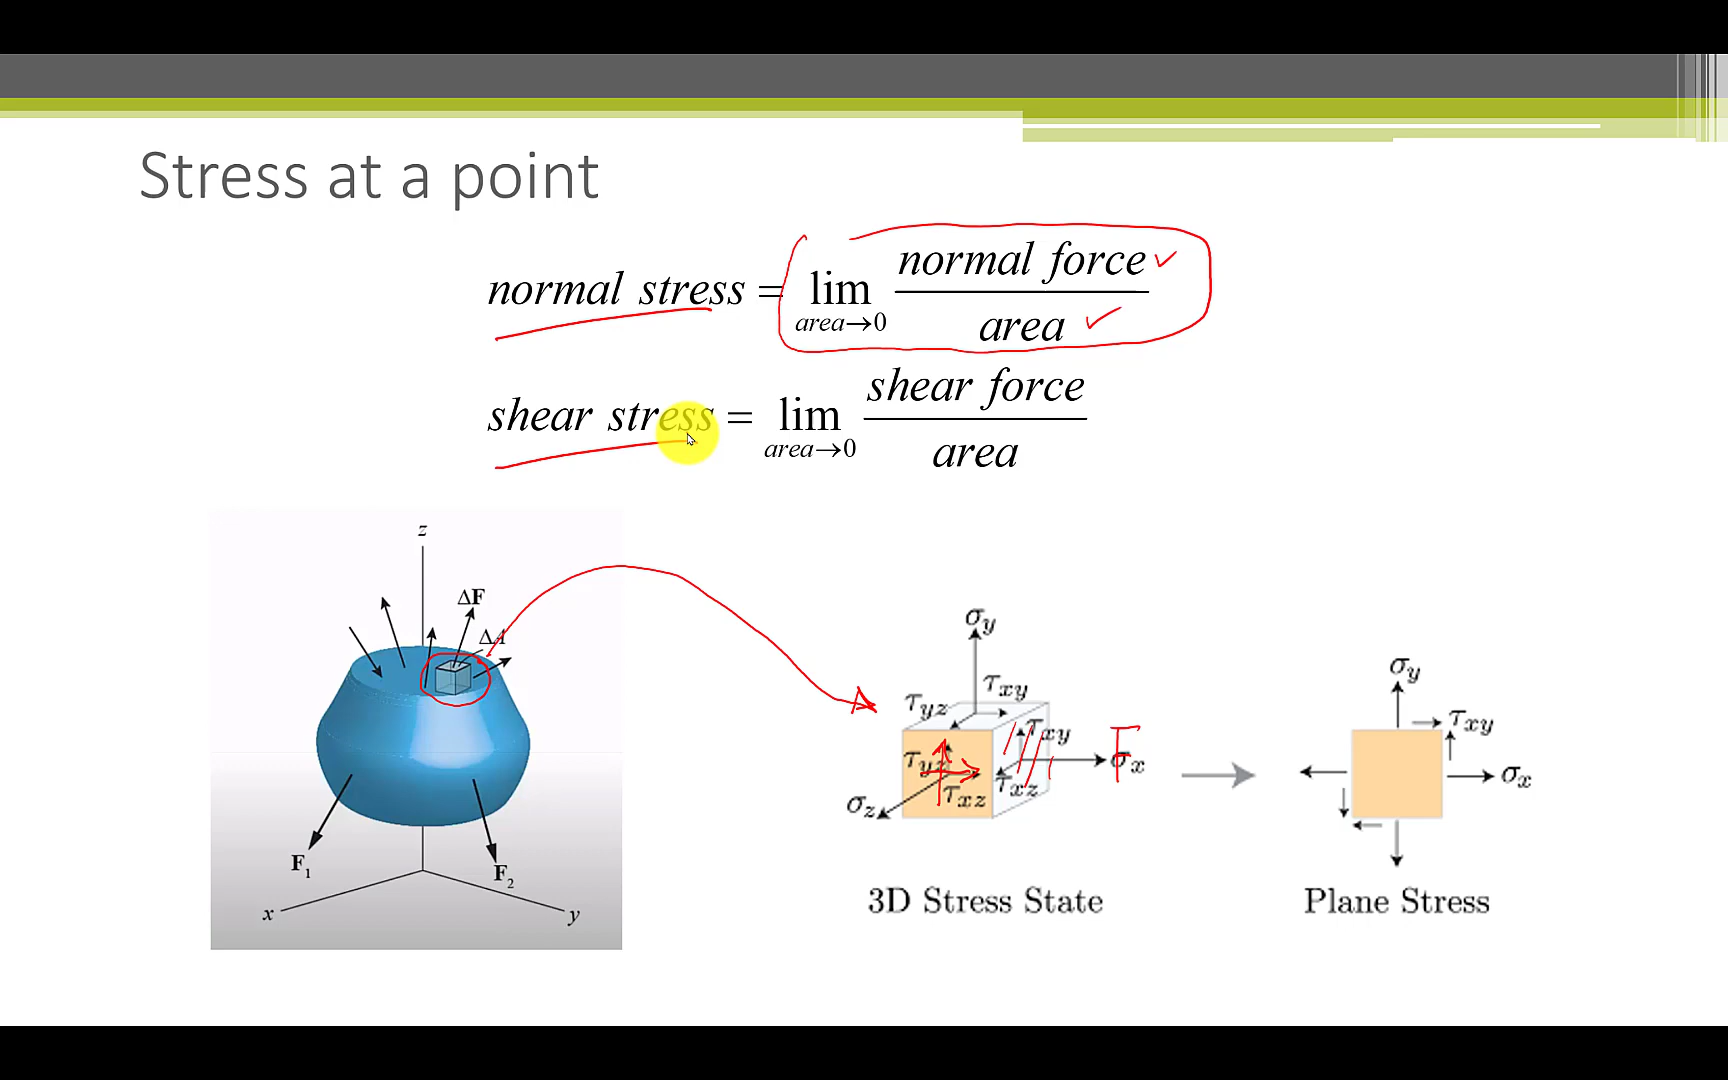 Stress at a point
normal stress = lim area→0 normal force / area
shear stress = lim area→0 shear force / area
z
ΔF
ΔA
F1
F2
x
y
σy
τxy
τyz
τxy
F
τyz
σx
τxz
τxz
σz
3D Stress State
σy
τxy
σx
Plane Stress